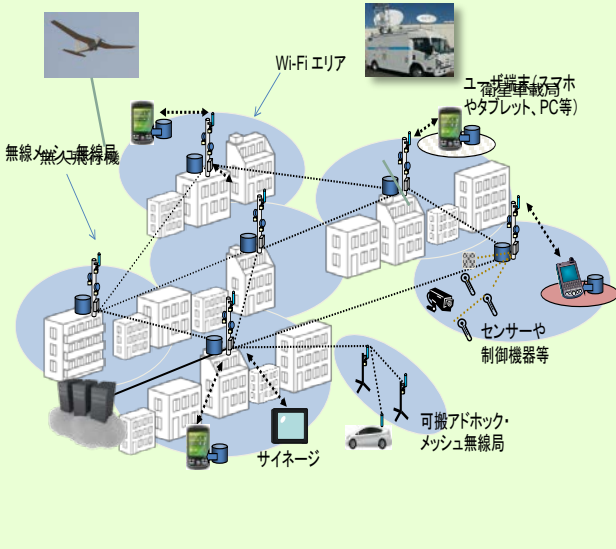 Wi-Fi エリア
ユーザ端末(スマホ
やタブレット、PC等)
衛星車載局
無線メッシュ無線局
無人飛行機
センサーや
制御機器等
可搬アドホック・
メッシュ無線局
サイネージ